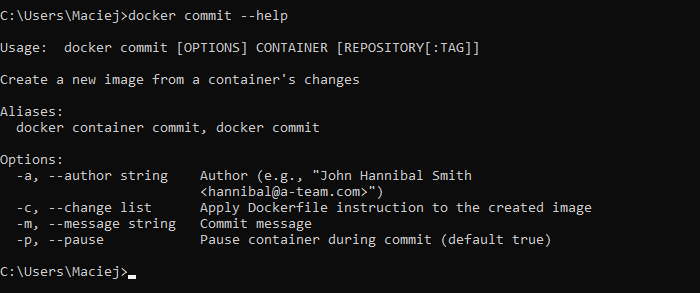 C:\Users\Maciej>docker commit --help
Usage:  docker commit [OPTIONS] CONTAINER [REPOSITORY[:TAG]]
Create a new image from a container's changes
Aliases:
  docker container commit, docker commit
Options:
  -a, --author string    Author (e.g., "John Hannibal Smith
                         <hannibal@a-team.com>")
  -c, --change list      Apply Dockerfile instruction to the created image
  -m, --message string   Commit message
  -p, --pause            Pause container during commit (default true)
C:\Users\Maciej>